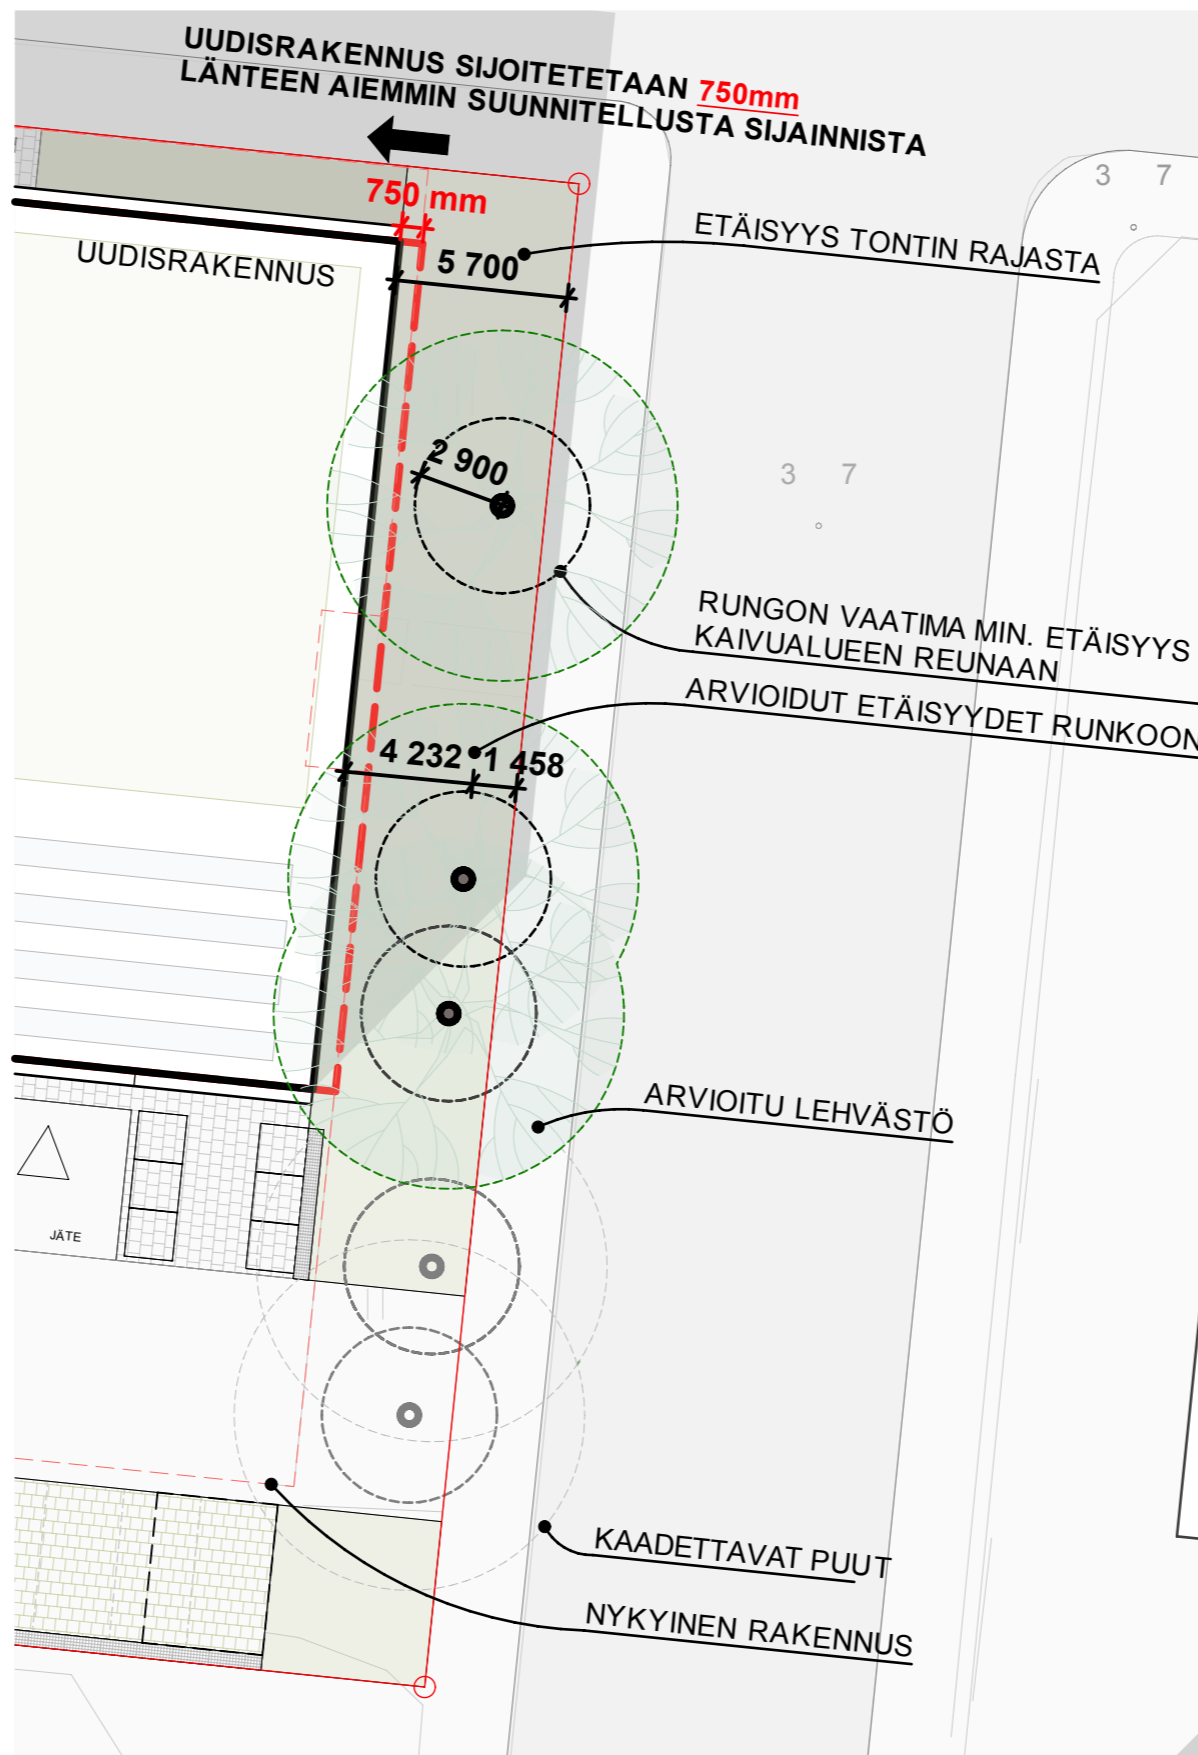 UUDISRAKENNUS SIJOITETETAAN 750mm
LÄNTEEN AIEMMIN SUUNNITELLUSTA SIJAINNISTA
750 mm
3 7
UUDISRAKENNUS
5 700
ETÄISYYS TONTIN RAJASTA
2 900
3 7
RUNGON VAATIMA MIN. ETÄISYYS
KAIVUALUEEN REUNAAN
ARVIOIDUT ETÄISYYDET RUNKOON
4 232
1 458
ARVIOITU LEHVÄSTÖ
JÄTE
KAADETTAVAT PUUT
NYKYINEN RAKENNUS